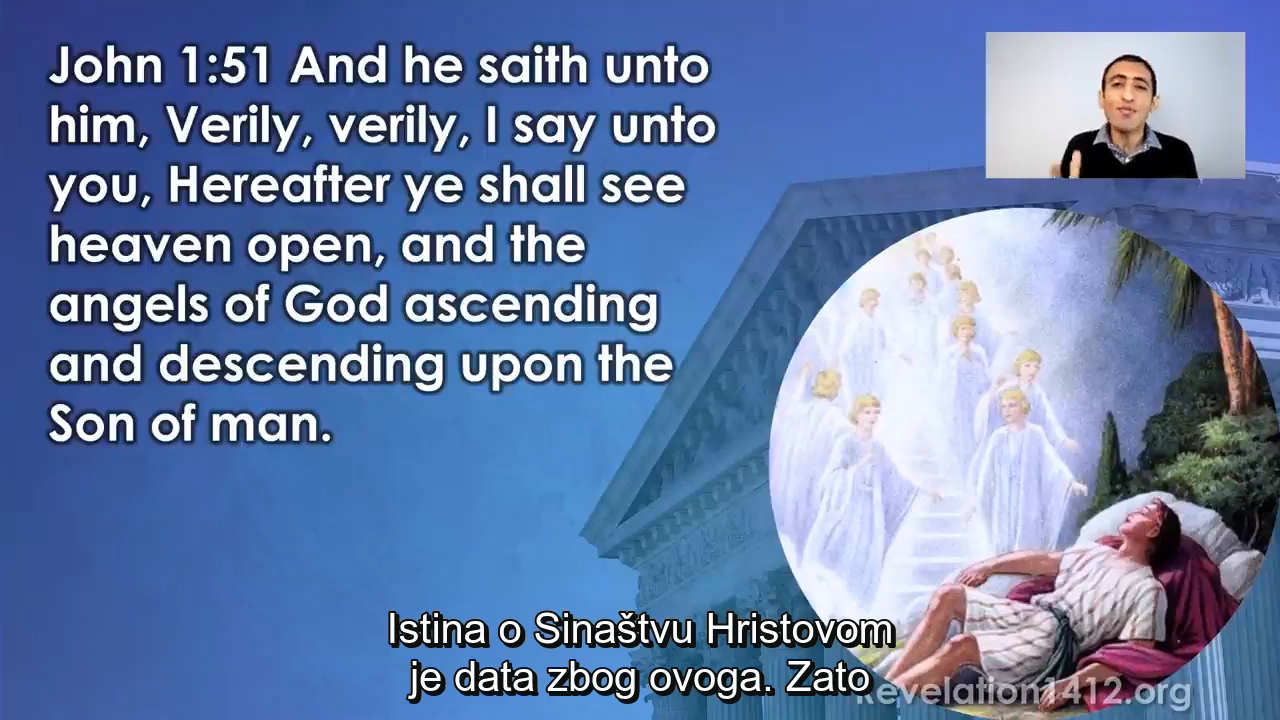 John 1:51 And he saith unto
him, Verily, verily, I say unto
you, Hereafter ye shall see
heaven open, and the
angels of God ascending
and descending upon the
Son of man.
Istina o Sinaštvu Hristovom
je data zbog ovoga. Zato
Revelation1412.org